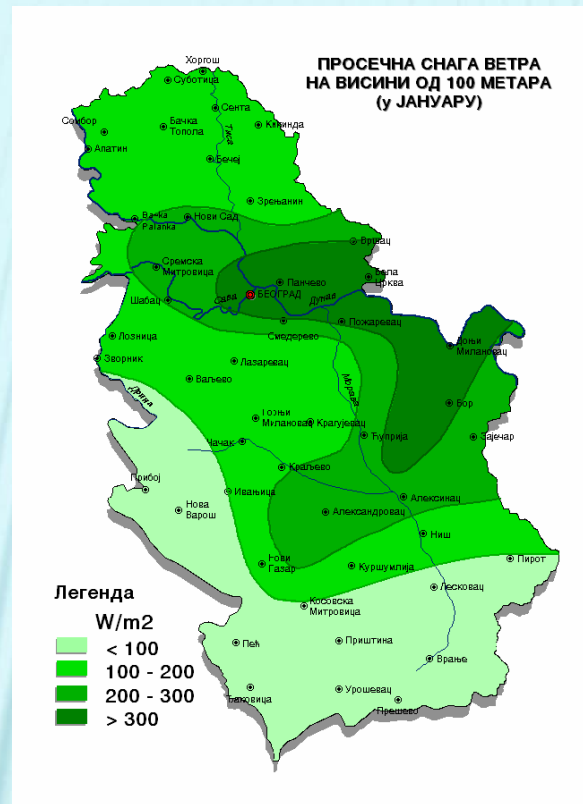 ПРОСЕЧНА СНАГА ВЕТРА
НА ВИСИНИ ОД 100 МЕТАРА
(у ЈАНУАРУ)
Хоргош
Суботица
Сента
Сомбор
Бачка
Топола
Кикинда
Тиса
Апатин
Бечеј
Зрењанин
Нови Сад
Palanka
Вршац
Сремска
Митровица
Панчево
Бела
Црква
Сава
БЕОГРАД
Дунав
Шабац
Смедерево
Пожаревац
Лозница
Милановац
Зворник
Лазаревац
Ваљево
Дрина
Морава
Бор
Горњи
Милановац
Крагујевац
Чачак
Ћуприја
Зајечар
Краљево
Прибој
Ивањица
Нова
Варош
Александровац
Алексинац
Ниш
Нови
Газар
Куршумлија
Пирот
Лесковац
Косовска
Митровица
Легенда
W/m2
< 100
100 - 200
200 - 300
> 300
Пећ
Приштина
Врање
Ђаковица
Урошевац
Прешево